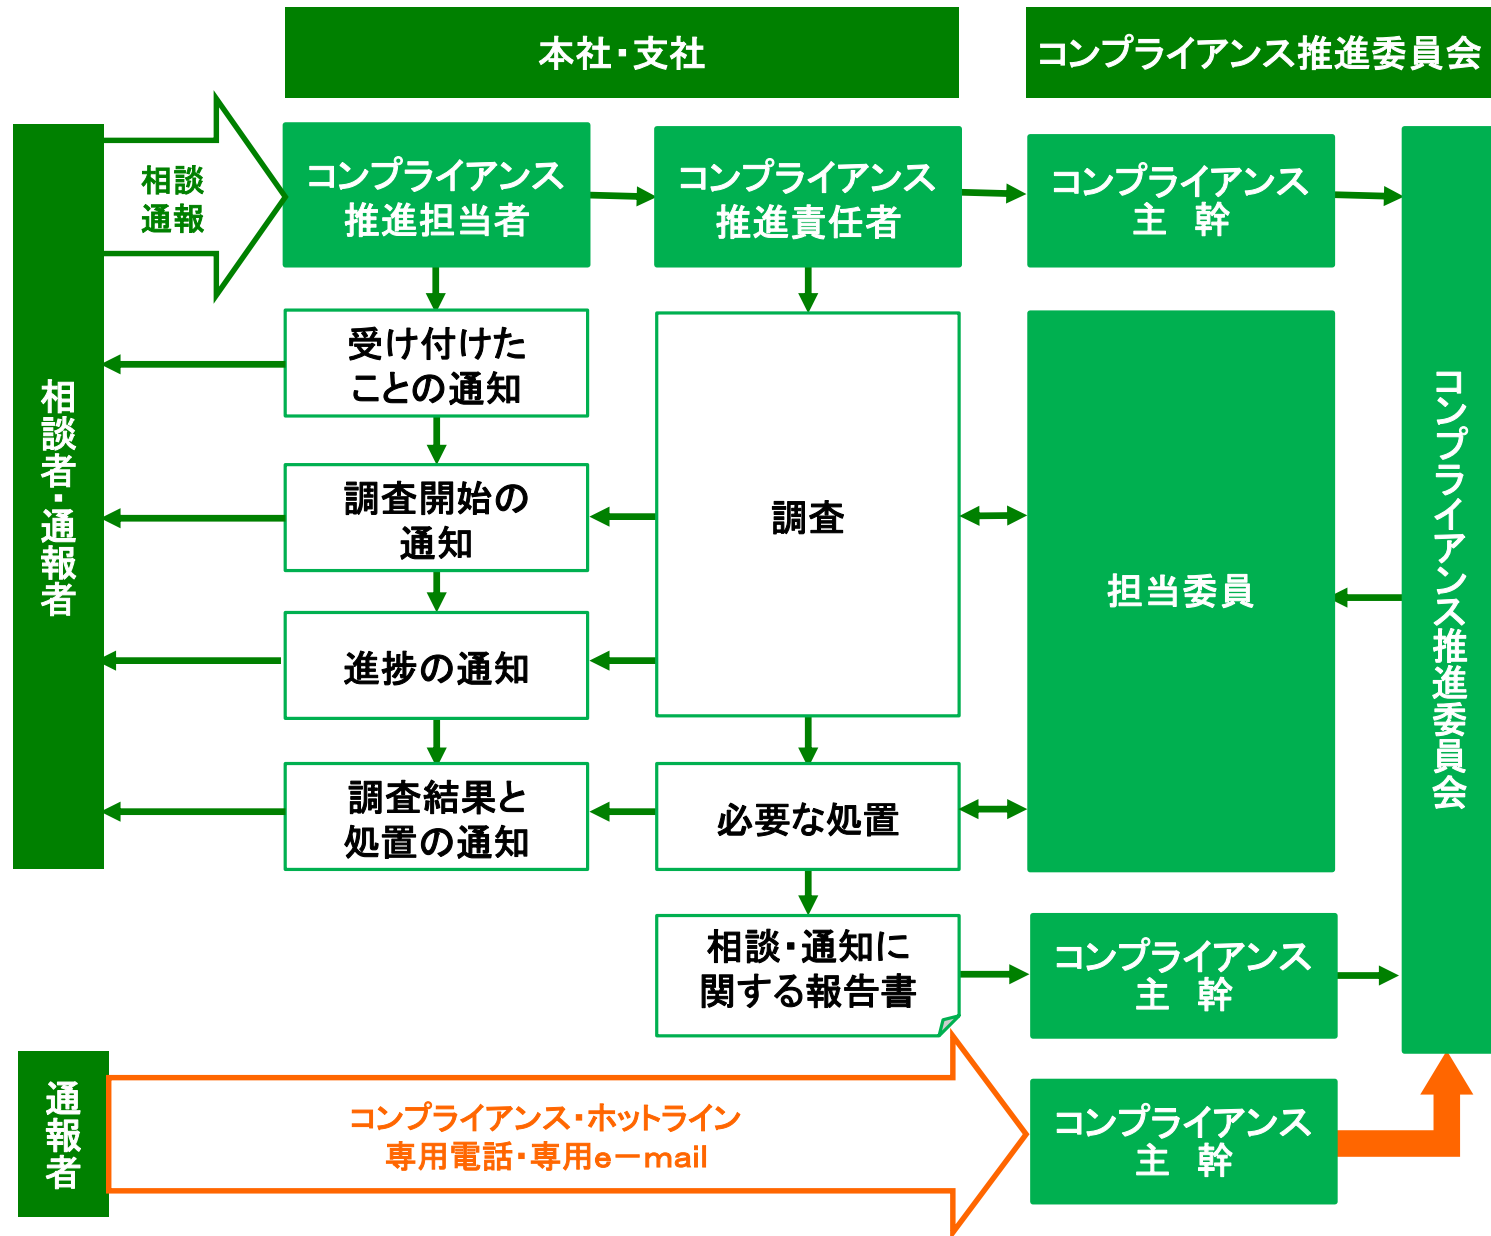 本社・支社
コンプライアンス推進委員会
相談
通報
コンプライアンス
推進担当者
コンプライアンス
推進責任者
コンプライアンス
主　幹
相談者・通報者
受け付けた
ことの通知
調査開始の
通知
進捗の通知
調査結果と
処置の通知
調査
必要な処置
相談・通知に
関する報告書
担当委員
コンプライアンス
主　幹
コンプライアンス推進委員会
通報者
コンプライアンス・ホットライン
専用電話・専用e－mail
コンプライアンス
主　幹